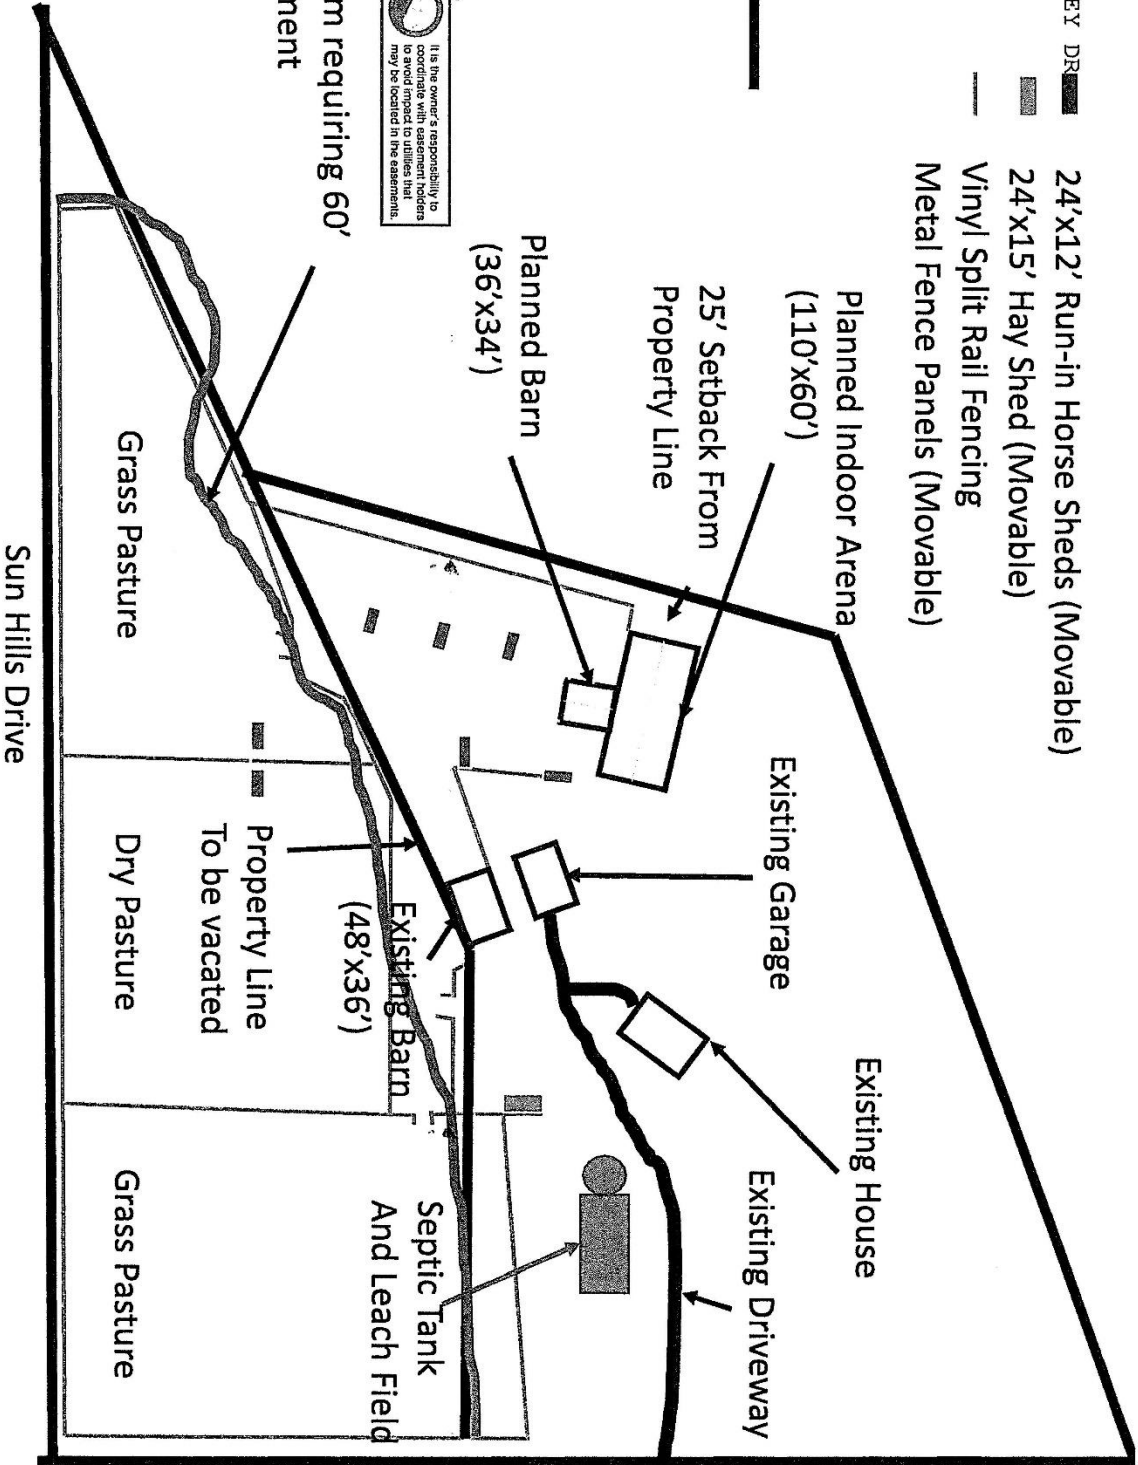 EY DR
24'x12' Run-in Horse Sheds (Movable)
24'x15' Hay Shed (Movable)
Vinyl Split Rail Fencing
Metal Fence Panels (Movable)
Existing House
Planned Indoor Arena
(110'x60')
Existing Garage
Existing Driveway
25' Setback From
Property Line
Planned Barn
(36'x34')
It is the owner's responsibility to
coordinate with easement holders
to avoid impact to utilities that
may be located in the easements.
Septic Tank
And Leach Field
Existing Barn
(48'x36')
m requiring 60'
nent
Property Line
To be vacated
Grass Pasture
Dry Pasture
Grass Pasture
Sun Hills Drive